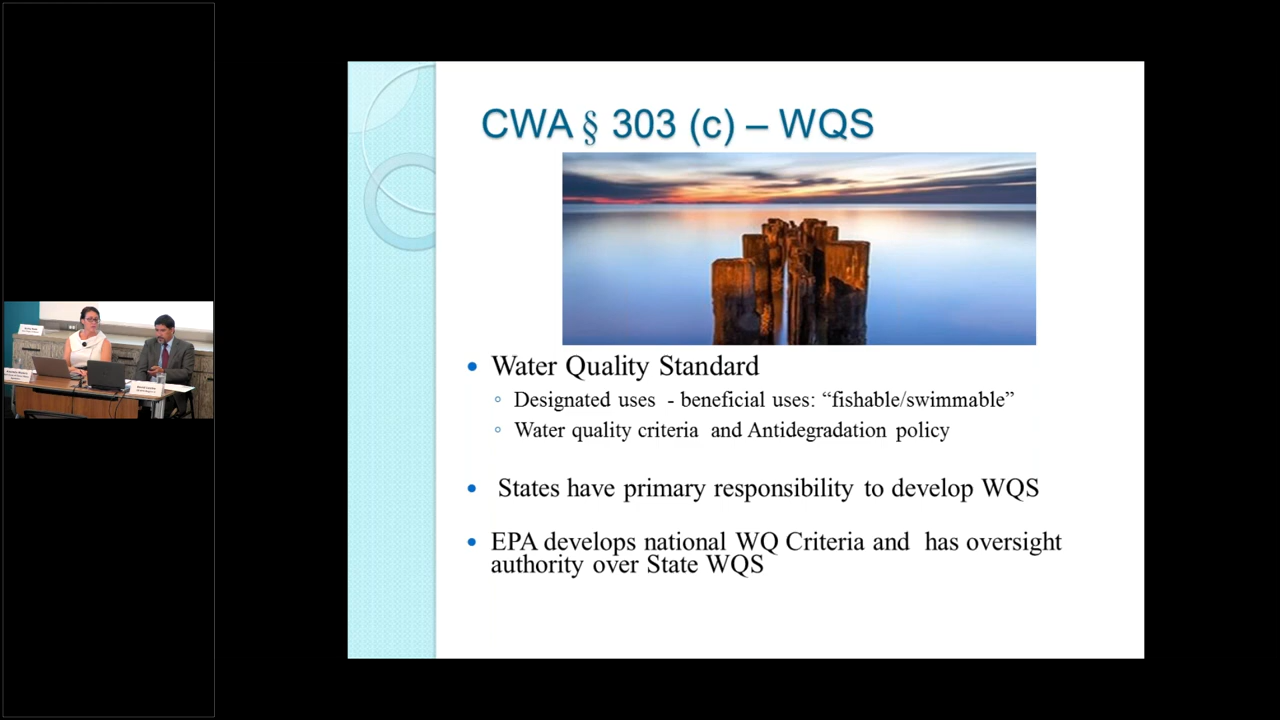 CWA § 303 (c) – WQS
• Water Quality Standard
◦ Designated uses - beneficial uses: “fishable/swimmable”
◦ Water quality criteria and Antidegradation policy
• States have primary responsibility to develop WQS
• EPA develops national WQ Criteria and has oversight
authority over State WQS